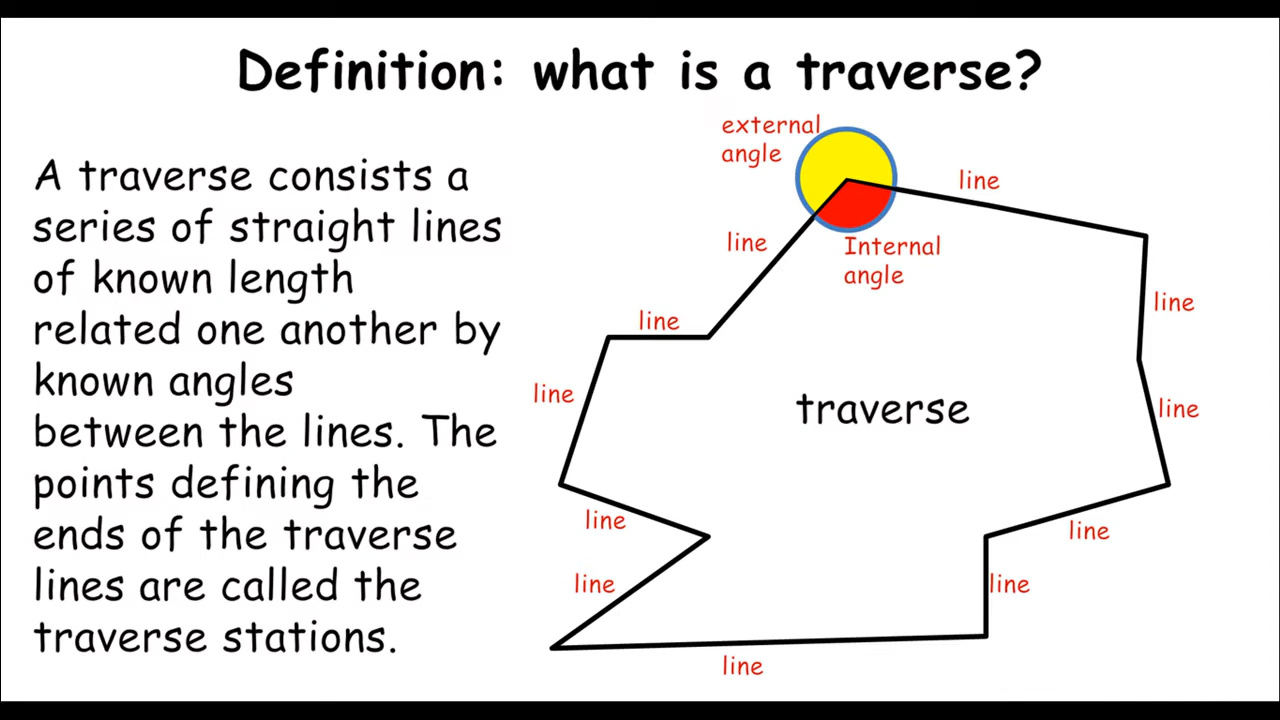 Definition: what is a traverse?
A traverse consists a
series of straight lines
of known length
related one another by
known angles
between the lines. The
points defining the
ends of the traverse
lines are called the
traverse stations.
external
angle
line
line
Internal
angle
line
line
line
line
traverse
line
line
line
line
line
line